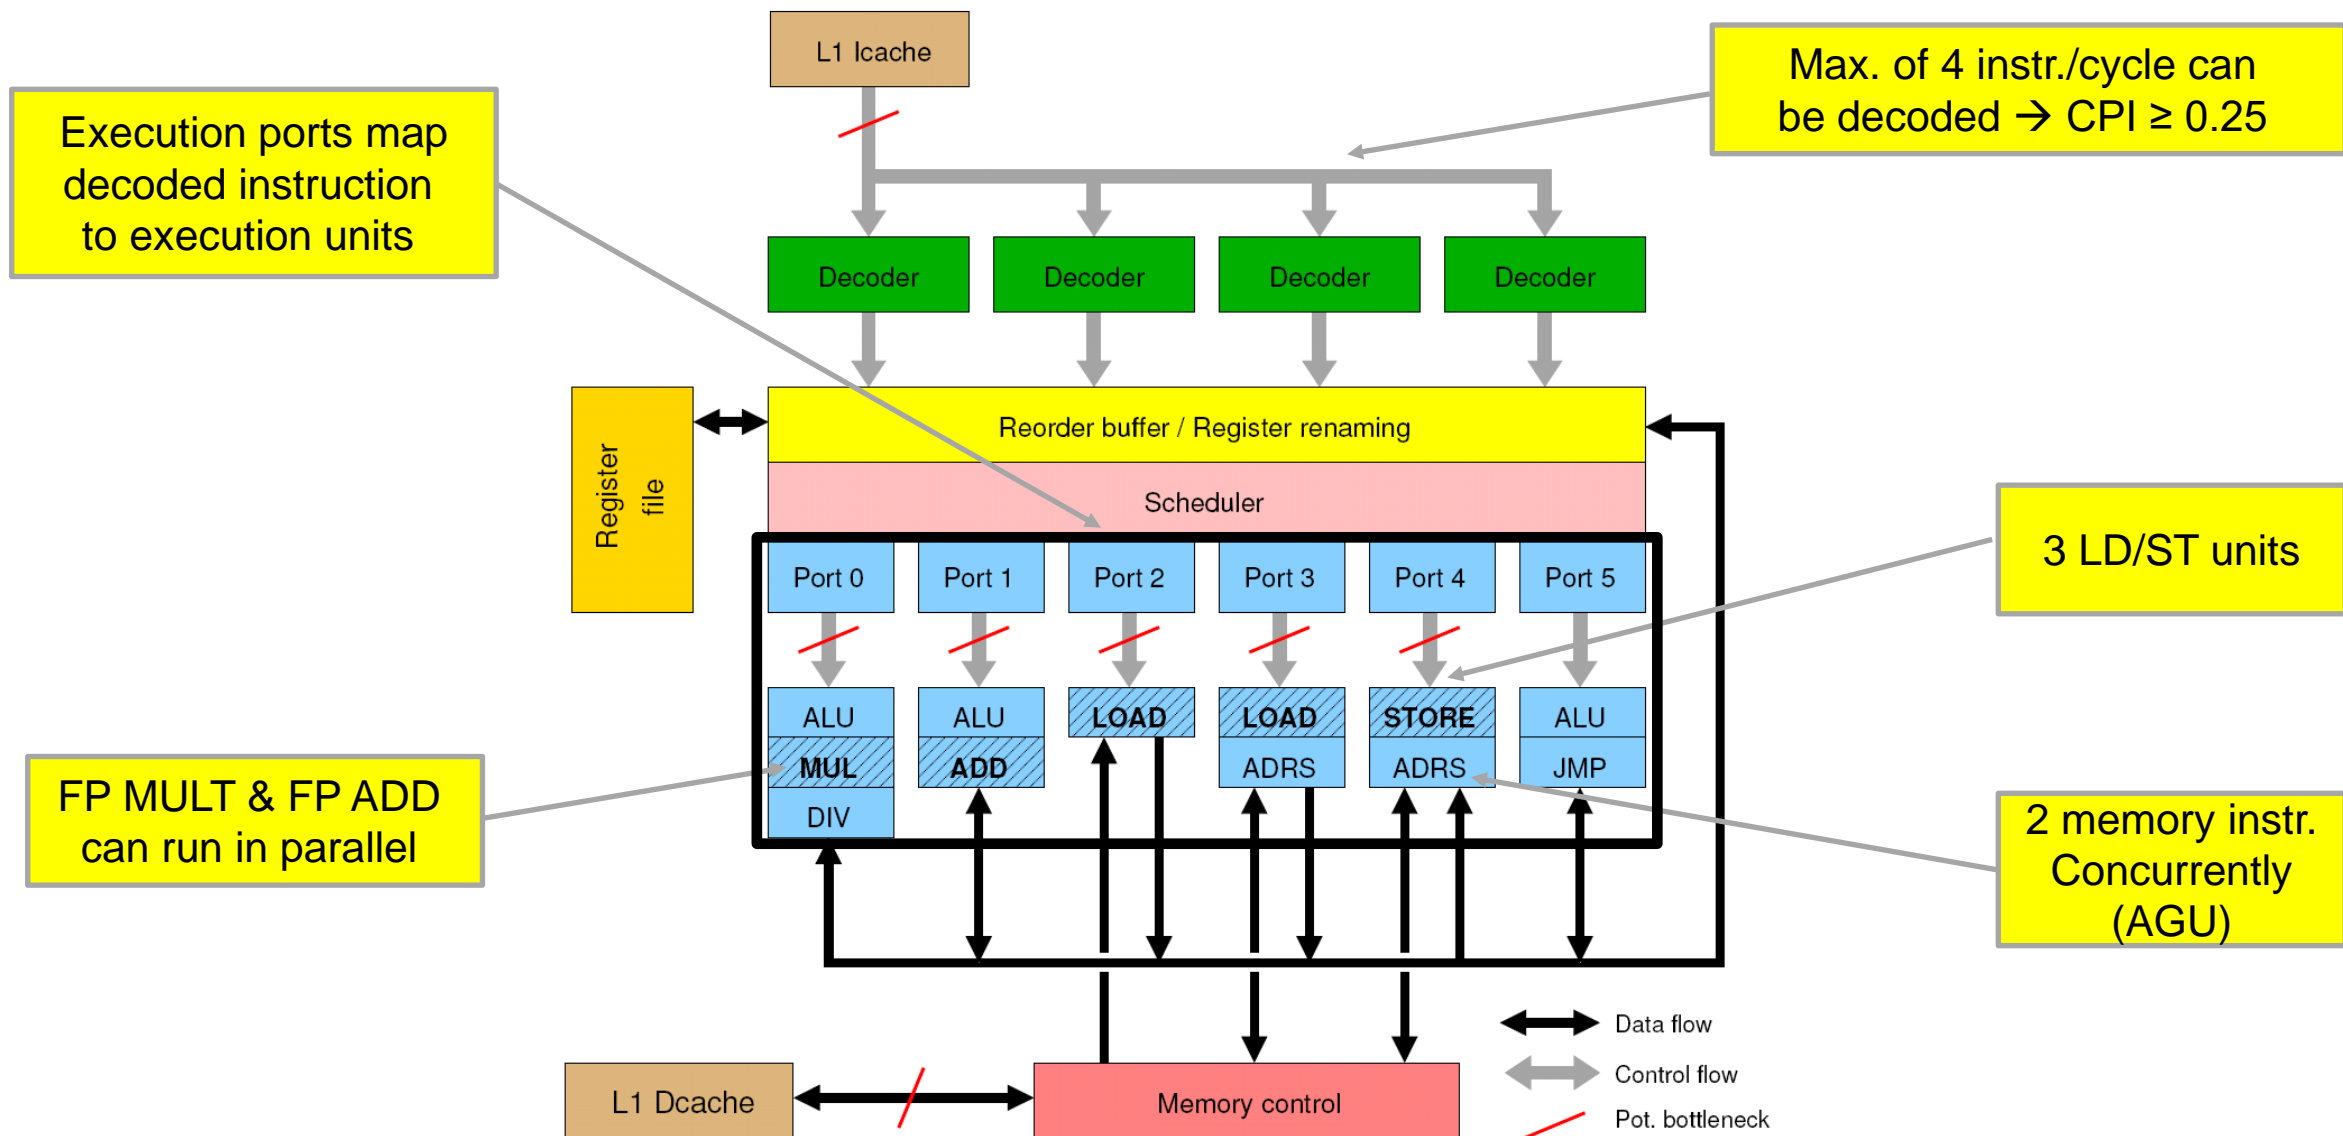 L1 Icache
Max. of 4 instr./cycle can
be decoded → CPI ≥ 0.25
Execution ports map
decoded instruction
to execution units
Decoder
Decoder
Decoder
Decoder
Register
file
Reorder buffer / Register renaming
Scheduler
3 LD/ST units
Port 0
Port 1
Port 2
Port 3
Port 4
Port 5
ALU
MUL
DIV
ALU
ADD
LOAD
LOAD
ADRS
STORE
ADRS
ALU
JMP
FP MULT & FP ADD
can run in parallel
2 memory instr.
Concurrently
(AGU)
L1 Dcache
Memory control
Data flow
Control flow
Pot. bottleneck